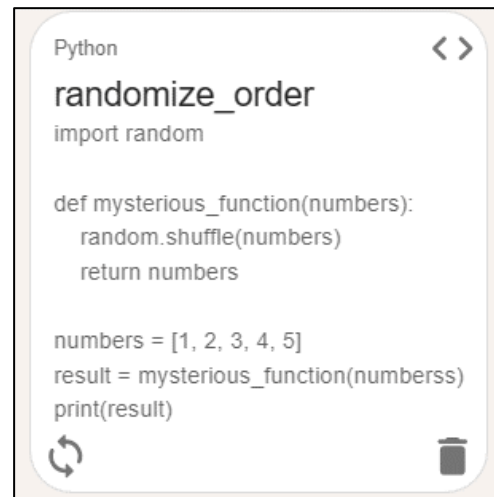 Python
randomize_order
import random
def mysterious_function(numbers):
random.shuffle(numbers)
return numbers
numbers = [1, 2, 3, 4, 5]
result = mysterious_function(numberss)
print(result)